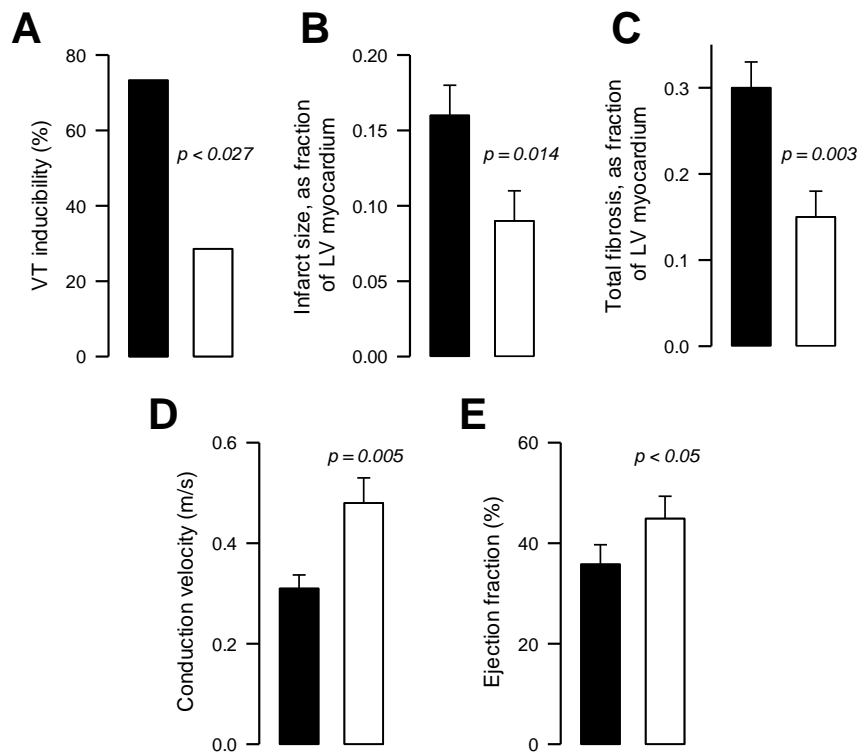 A
VT inducibility (%)
80
60
40
20
0
p < 0.027
B
Infarct size, as fraction
of LV myocardium
0.20
0.15
0.10
0.05
0.00
p = 0.014
C
Total fibrosis, as fraction
of LV myocardium
0.3
0.2
0.1
0.0
p = 0.003
D
Conduction velocity (m/s)
0.6
0.4
0.2
0.0
p = 0.005
E
Ejection fraction (%)
60
40
20
0
p < 0.05